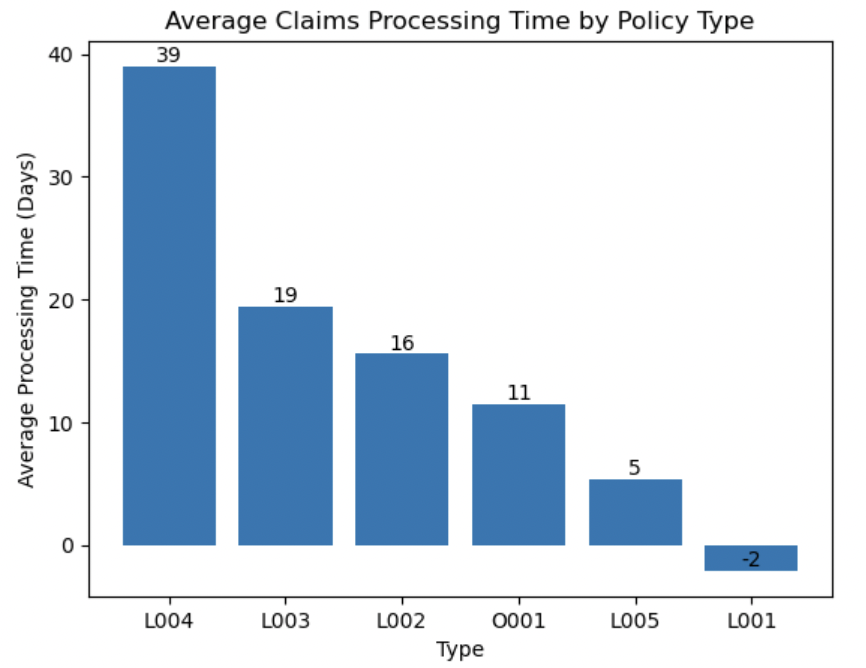 Average Claims Processing Time by Policy Type
Average Processing Time (Days)
40
30
20
10
0
39
19
16
11
5
-2
L004 L003 L002 O001 L005 L001
Type